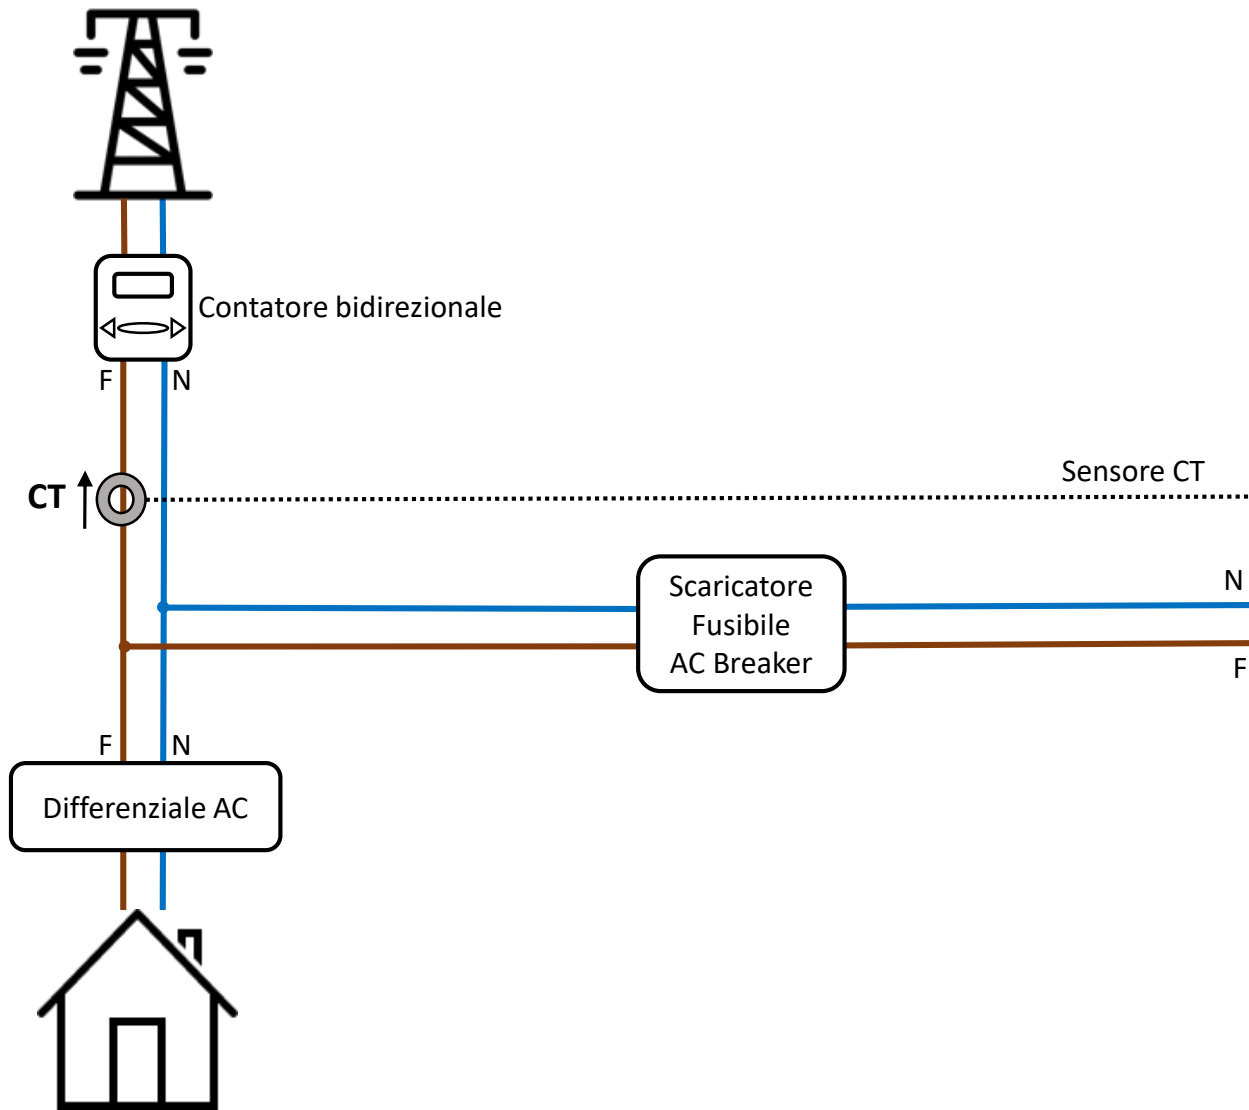 Contatore bidirezionale
F N
Sensore CT
CT
N
Scaricatore
Fusibile
AC Breaker
F
F N
Differenziale AC